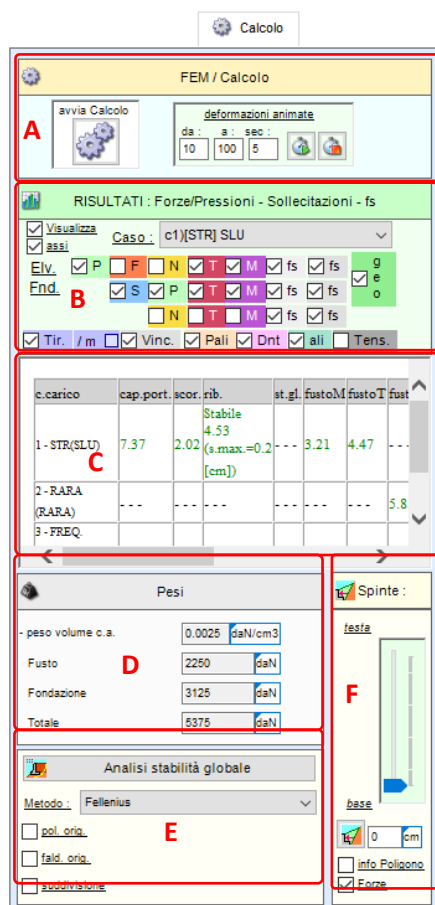 Calcolo
FEM / Calcolo
A
avvia Calcolo
deformazioni animate
da : a : sec :
10 100 5
RISULTATI : Forze/Pressioni - Sollecitazioni - fs
Visualizza
assi
Caso : c1)[STR] SLU
Elv. P F N T M fs fs
geo
Fnd. S P T M fs fs
B
N T M fs fs
Tir. / m Vinc. Pali Dnt ali Tens.
c.carico cap.port. scor. rib. st.gl. fustoM fustoT fust
1 - STR(SLU) 7.37 2.02 Stabile 4.53 (s.max.=0.2 [cm]) - - - 3.21 4.47 - -
C
2 - RARA (RARA) - - - - - - - - - - - - - - - - - - 5.8
3 - FREQ.
Pesi
- peso volume c.a. 0.0025 daN/cm3
Fusto 2250 daN
D
Fondazione 3125 daN
Totale 5375 daN
Spinte :
testa
F
base
0 cm
info Poligono
Forze
Analisi stabilità globale
Metodo : Fellenius
pol. orig.
E
fald. orig.
suddivisione